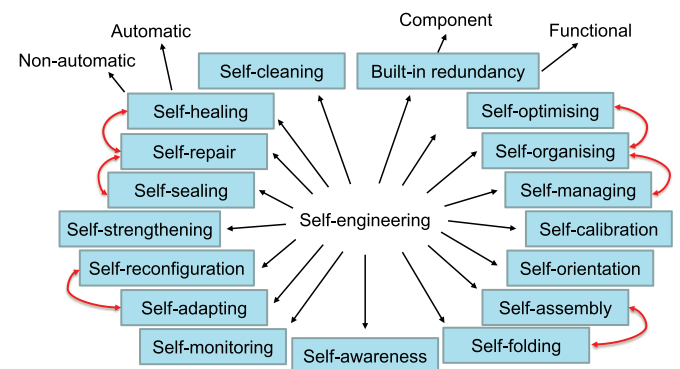 Component
Automatic
Functional
Non-automatic
Self-cleaning
Built-in redundancy
Self-healing
Self-optimising
Self-repair
Self-organising
Self-sealing
Self-managing
Self-engineering
Self-strengthening
Self-calibration
Self-reconfiguration
Self-orientation
Self-adapting
Self-assembly
Self-monitoring
Self-folding
Self-awareness